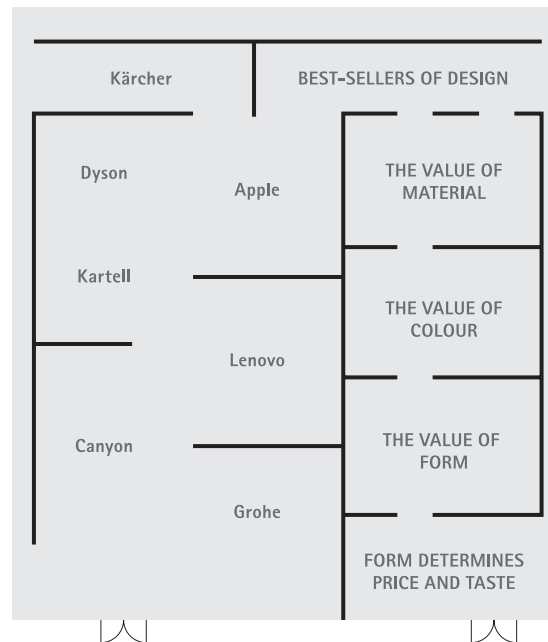 Kärcher
BEST-SELLERS OF DESIGN
Dyson
Apple
THE VALUE OF
MATERIAL
Kartell
THE VALUE OF
COLOUR
Lenovo
Canyon
THE VALUE OF
FORM
Grohe
FORM DETERMINES
PRICE AND TASTE